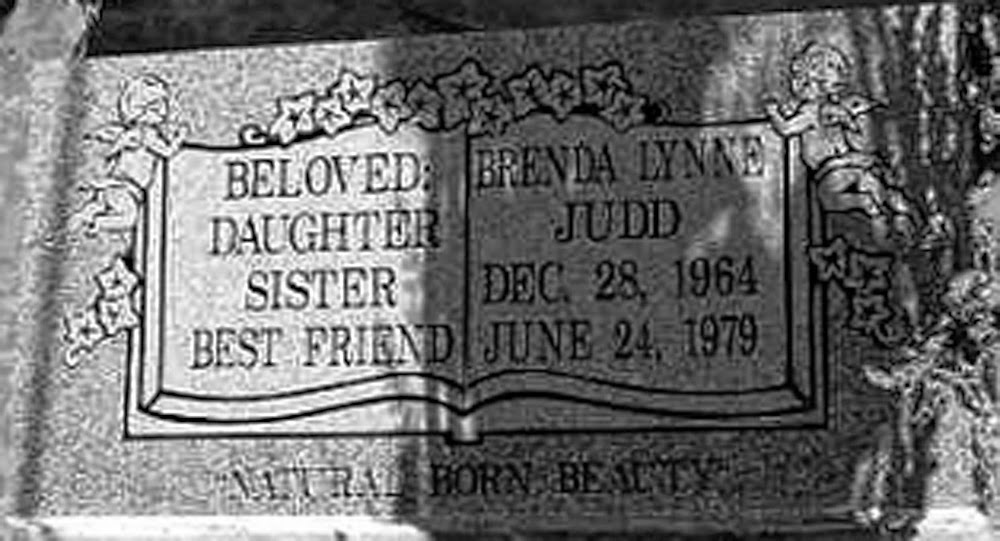 BELOVED:
DAUGHTER
SISTER
BEST FRIEND
BRENDA LYNNE
JUDD
DEC. 28, 1964
JUNE 24, 1979
"NATURAL BORN BEAUTY"